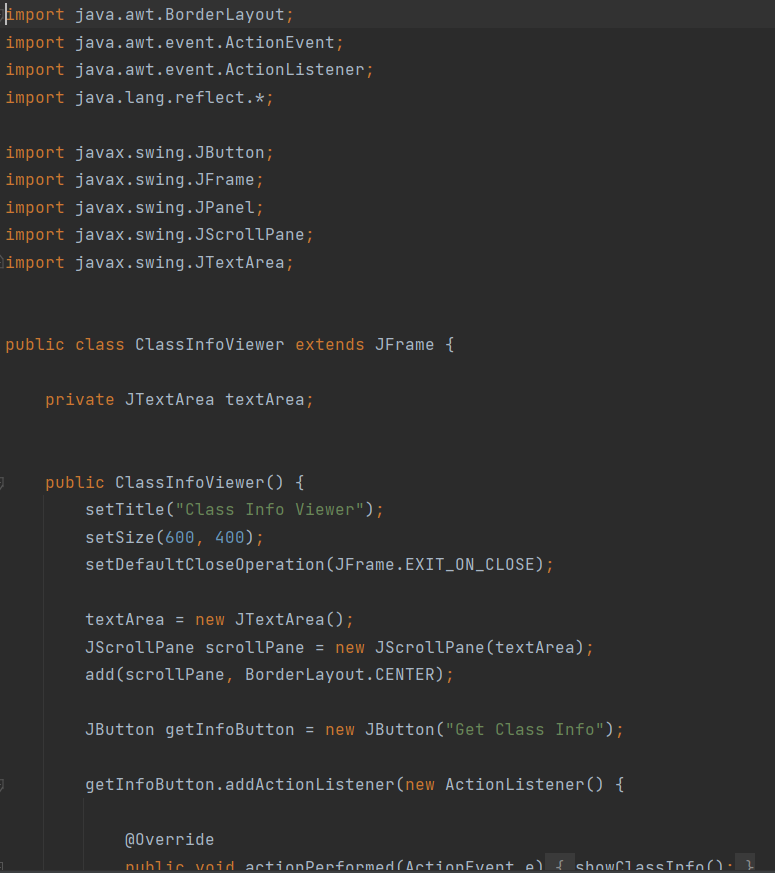 import java.awt.BorderLayout;
import java.awt.event.ActionEvent;
import java.awt.event.ActionListener;
import java.lang.reflect.*;
import javax.swing.JButton;
import javax.swing.JFrame;
import javax.swing.JPanel;
import javax.swing.JScrollPane;
import javax.swing.JTextArea;
public class ClassInfoViewer extends JFrame {
private JTextArea textArea;
public ClassInfoViewer() {
setTitle("Class Info Viewer");
setSize(600, 400);
setDefaultCloseOperation(JFrame.EXIT_ON_CLOSE);
textArea = new JTextArea();
JScrollPane scrollPane = new JScrollPane(textArea);
add(scrollPane, BorderLayout.CENTER);
JButton getInfoButton = new JButton("Get Class Info");
getInfoButton.addActionListener(new ActionListener() {
@Override
public void actionPerformed(ActionEvent e) { showClassInfo(); }